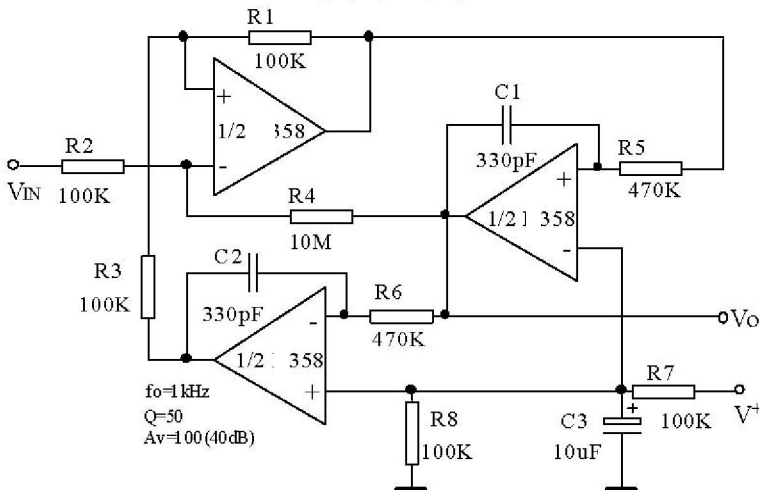 R1
100K
C1
+
1/2 358
-
R2
330pF
R5
VIN
100K
R4
+
470K
10M
1/2 358
-
C2
R3
R6
100K
330pF
-
470K
Vo
1/2 358
fo=1kHz
+
R7
Q=50
R8
C3
+
V+
Av=100(40dB)
100K
10uF
100K